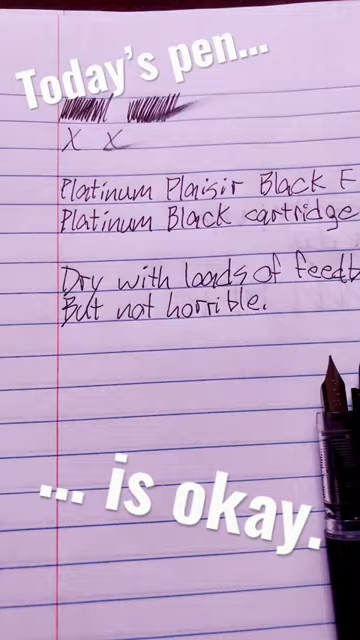 Today's pen...
X X
Platinum Plaisir Black F
Platinum Black cartridge
Dry with loads of feedb
But not horrible.
... is okay.